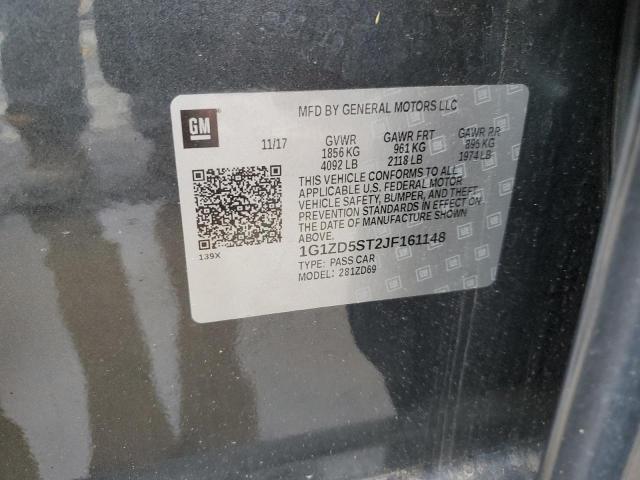 GM
MFD BY GENERAL MOTORS LLC
11/17 GVWR GAWR FRT GAWR RR
1856 KG 961 KG 895 KG
4092 LB 2118 LB 1974 LB
THIS VEHICLE CONFORMS TO ALL
APPLICABLE U.S. FEDERAL MOTOR
VEHICLE SAFETY, BUMPER, AND THEFT
PREVENTION STANDARDS IN EFFECT ON
THE DATE OF MANUFACTURE SHOWN
ABOVE.
1G1ZD5ST2JF161148
TYPE: PASS CAR
MODEL: 281ZD69
139X